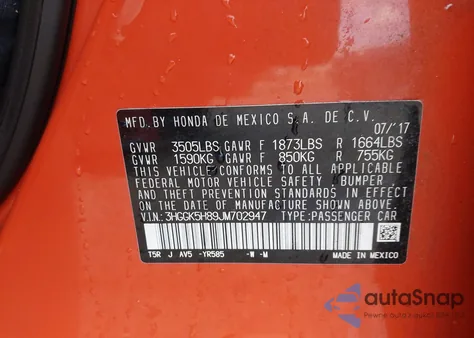 MFD.BY HONDA DE MEXICO S.A. DE C.V.
07/'17
GVWR 3505LBS GAWR F 1873LBS R 1664LBS
GVWR 1590KG GAWR F 850KG R 755KG
THIS VEHICLE CONFORMS TO ALL APPLICABLE
FEDERAL MOTOR VEHICLE SAFETY, BUMPER, AND
THEFT PREVENTION STANDARDS IN EFFECT
ON THE DATE OF MANUFACTURE SHOWN ABOVE.
V.I.N.: 3HGGK5H89JM702947 TYPE:PASSENGER CAR
T5R J AV5 -YR585 -W -M
MADE IN MEXICO
autoSnap